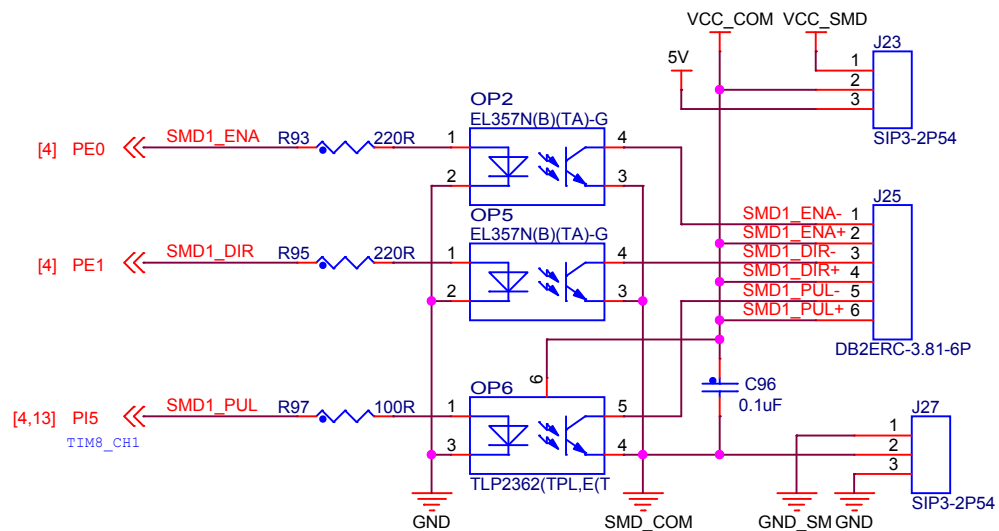 VCC_COM VCC_SMD
J23
5V
1
2
3
SIP3-2P54
OP2
EL357N(B)(TA)-G
[4] PE0 SMD1_ENA R93 220R 1 4
2 3
OP5
EL357N(B)(TA)-G
[4] PE1 SMD1_DIR R95 220R 1 4
2 3
J25
SMD1_ENA- 1
SMD1_ENA+ 2
SMD1_DIR- 3
SMD1_DIR+ 4
SMD1_PUL- 5
SMD1_PUL+ 6
DB2ERC-3.81-6P
OP6
6
C96
0.1uF
[4,13] PI5 SMD1_PUL R97 100R 1 5
TIM8_CH1
3 4
TLP2362(TPL,E(T
J27
1
2
3
SIP3-2P54
GND SMD_COM GND_SM GND